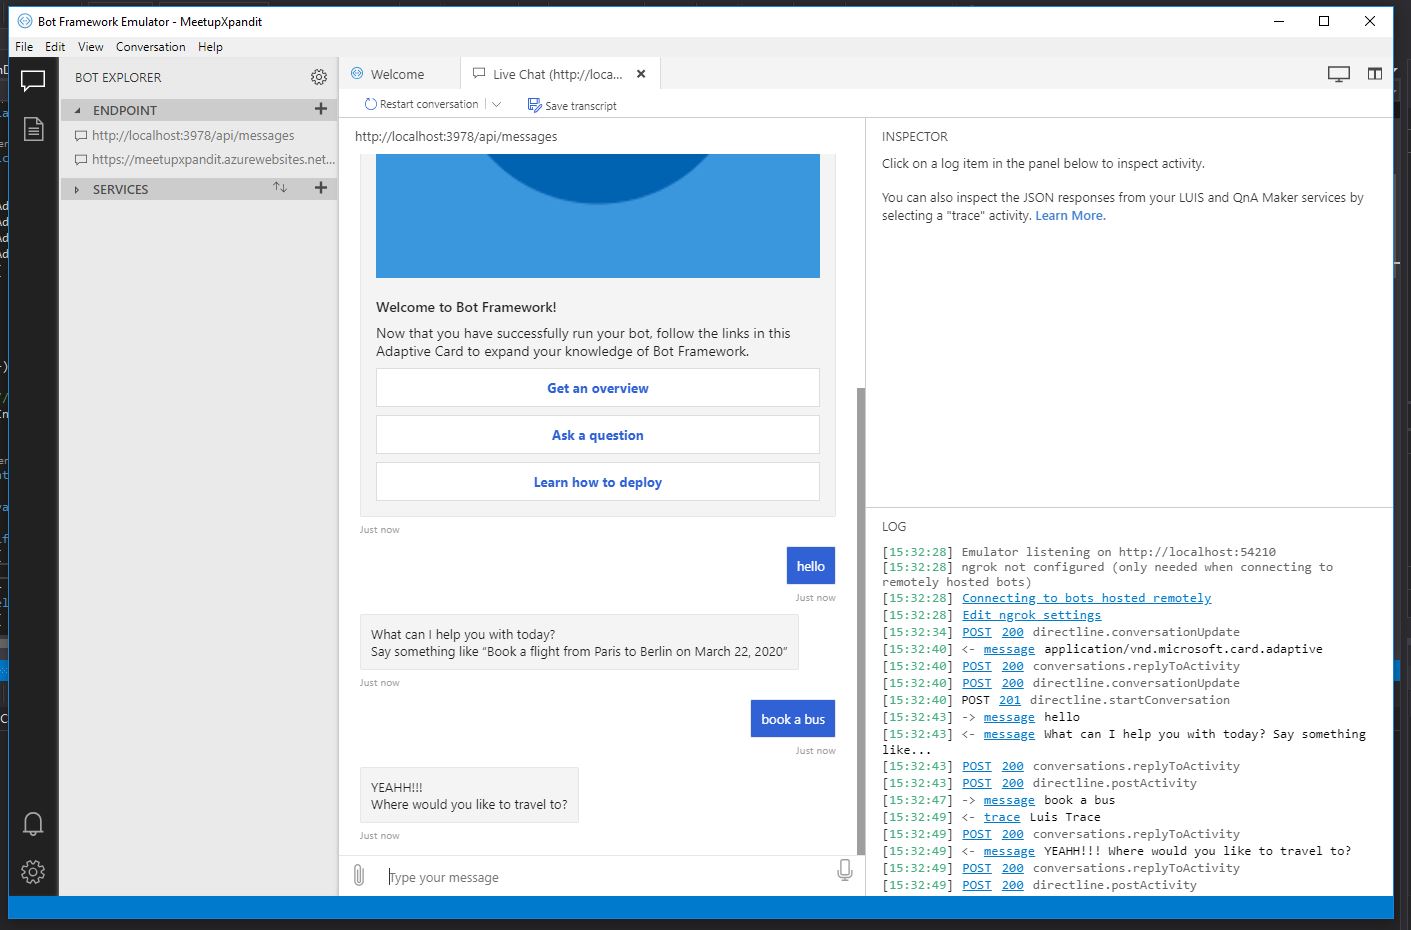 Bot Framework Emulator - MeetupXpandit
File Edit View Conversation Help
BOT EXPLORER
ENDPOINT
http://localhost:3978/api/messages
https://meetupxpandit.azurewebsites.net...
SERVICES
Welcome
Live Chat (http://loca...
Restart conversation
Save transcript
http://localhost:3978/api/messages
Welcome to Bot Framework!
Now that you have successfully run your bot, follow the links in this
Adaptive Card to expand your knowledge of Bot Framework.
Get an overview
Ask a question
Learn how to deploy
Just now
hello
Just now
What can I help you with today?
Say something like “Book a flight from Paris to Berlin on March 22, 2020”
Just now
book a bus
Just now
YEAHH!!!
Where would you like to travel to?
Just now
Type your message
INSPECTOR
Click on a log item in the panel below to inspect activity.
You can also inspect the JSON responses from your LUIS and QnA Maker services by
selecting a "trace" activity. Learn More.
LOG
[15:32:28] Emulator listening on http://localhost:54210
[15:32:28] ngrok not configured (only needed when connecting to
remotely hosted bots)
[15:32:28] Connecting to bots hosted remotely
[15:32:28] Edit ngrok settings
[15:32:34] POST 200 directline.conversationUpdate
[15:32:40] <- message application/vnd.microsoft.card.adaptive
[15:32:40] POST 200 conversations.replyToActivity
[15:32:40] POST 200 directline.conversationUpdate
[15:32:40] POST 201 directline.startConversation
[15:32:43] -> message hello
[15:32:43] <- message What can I help you with today? Say something
like...
[15:32:43] POST 200 conversations.replyToActivity
[15:32:43] POST 200 directline.postActivity
[15:32:47] -> message book a bus
[15:32:49] <- trace Luis Trace
[15:32:49] POST 200 conversations.replyToActivity
[15:32:49] <- message YEAHH!!! Where would you like to travel to?
[15:32:49] POST 200 conversations.replyToActivity
[15:32:49] POST 200 directline.postActivity